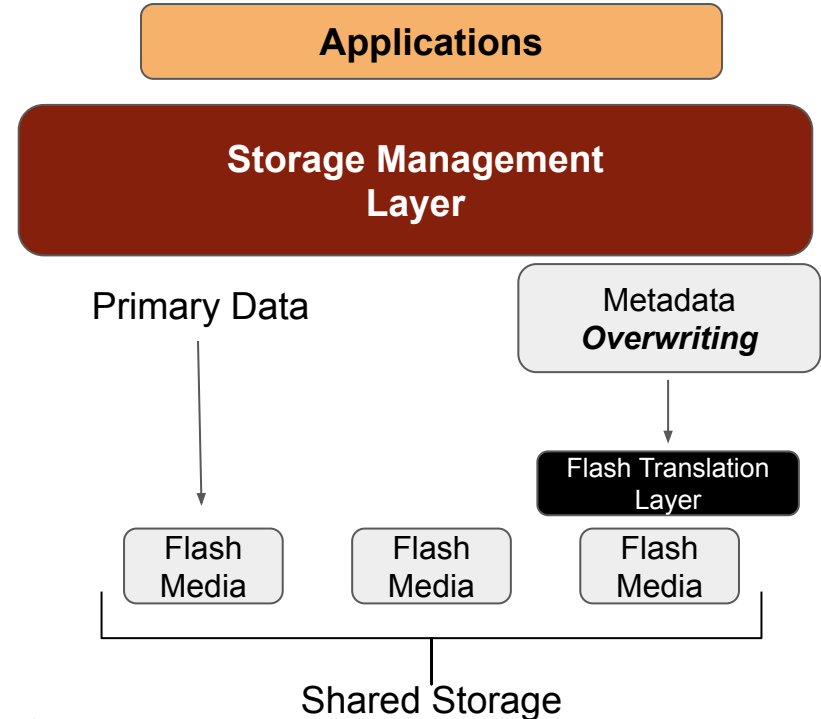 Applications
Storage Management
Layer
Primary Data
Metadata
Overwriting
Flash Translation
Layer
Flash
Media
Flash
Media
Flash
Media
Shared Storage